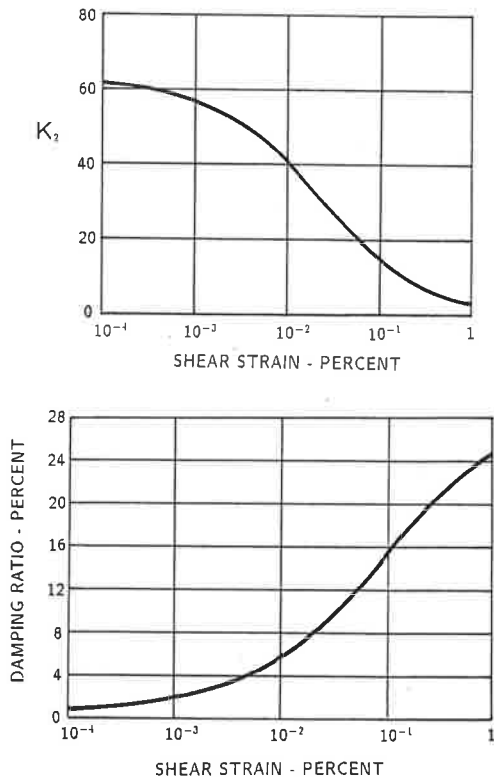 80
60
K₂
40
20
0
10⁻⁴ 10⁻³ 10⁻² 10⁻¹ 1
SHEAR STRAIN - PERCENT
28
24
20
16
12
8
4
0
DAMPING RATIO - PERCENT
10⁻⁴ 10⁻³ 10⁻² 10⁻¹ 1
SHEAR STRAIN - PERCENT